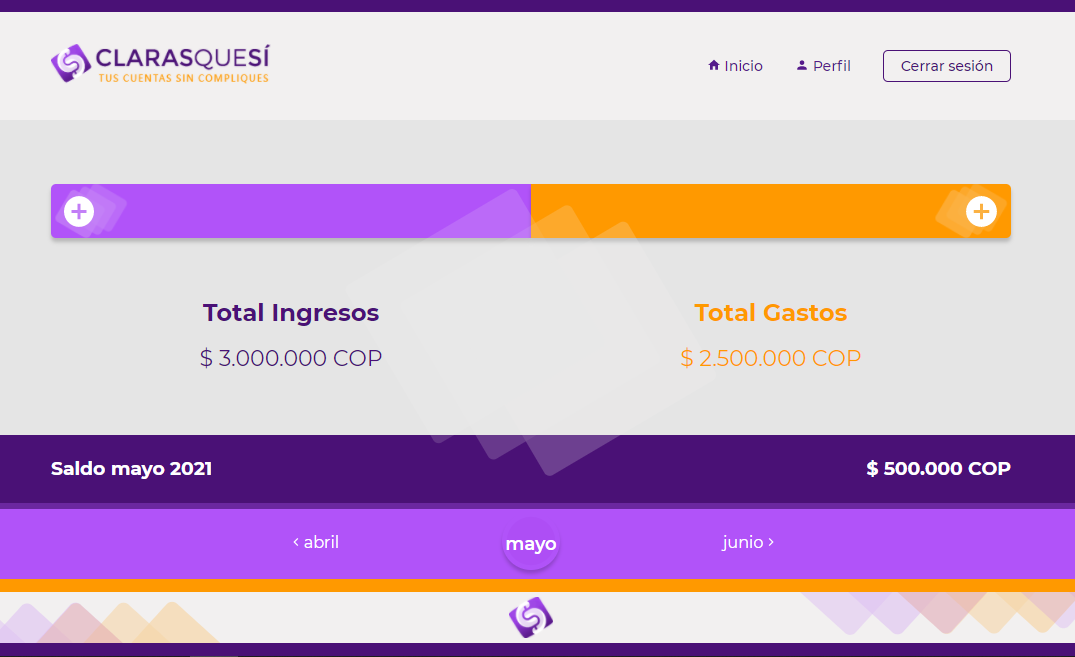 CLARASQUESÍ
TUS CUENTAS SIN COMPLIQUES
Inicio
Perfil
Cerrar sesión
Total Ingresos
$ 3.000.000 COP
Total Gastos
$ 2.500.000 COP
Saldo mayo 2021
$ 500.000 COP
‹ abril
mayo
junio ›